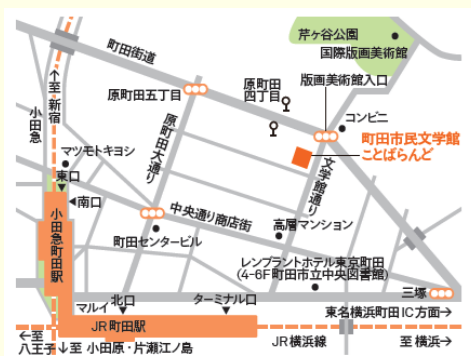 芹ヶ谷公園
国際版画美術館
町田街道
版画美術館入口
原町田
四丁目
原町田五丁目
コンビニ
↑至新宿
小田急
町田市民文学館
ことばらんど
マツモトキヨシ
原町田大通り
文学館通り
東口
南口
中央通り商店街
高層マンション
小田急町田駅
町田センタービル
レンブラントホテル東京町田
(4-6F町田市立中央図書館)
三塚
マルイ
北口
ターミナル口
東名横浜町田IC方面→
JR町田駅
←至
八王子
↓至 小田原・片瀬江ノ島
JR横浜線
至 横浜→